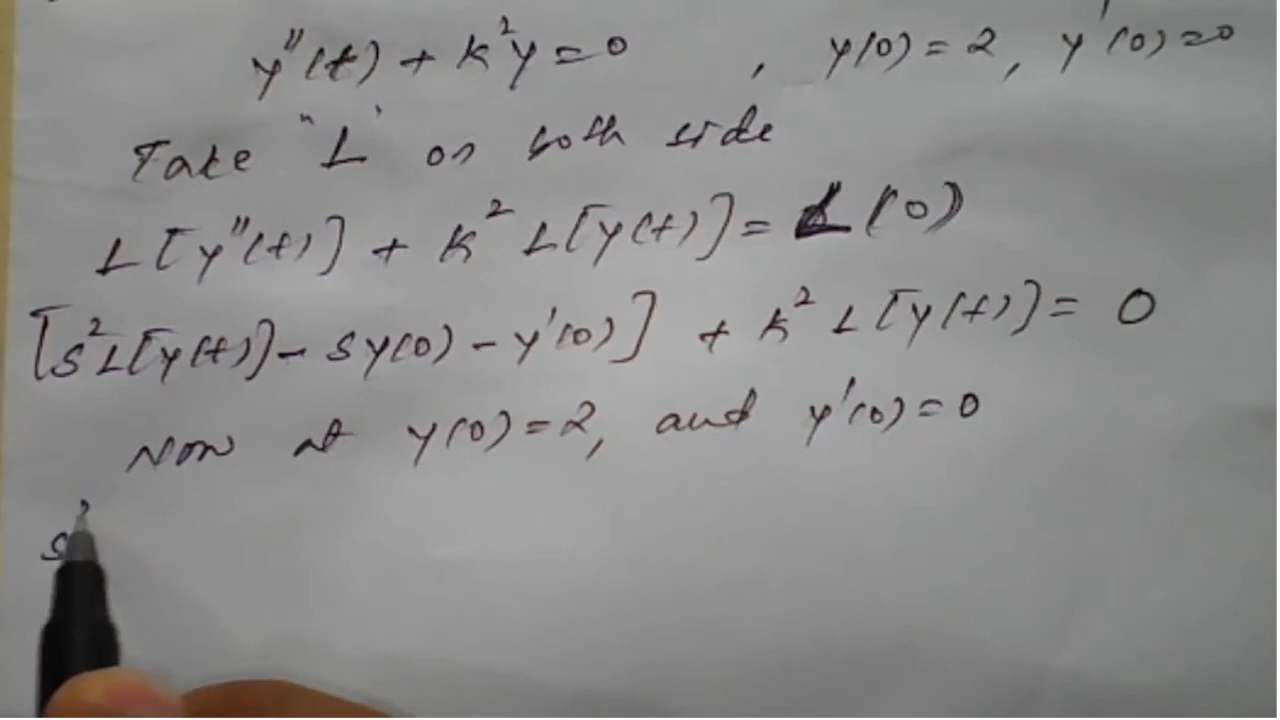 y''(t) + k²y = 0 , y(0) = 2, y'(0) = 0
Take "L" on both side
L[y''(t)] + k² L[y(t)] = L(0)
[s²L[y(t)] - sy(0) - y'(0)] + k² L[y(t)] = 0
Now at y(0) = 2, and y'(0) = 0
s²